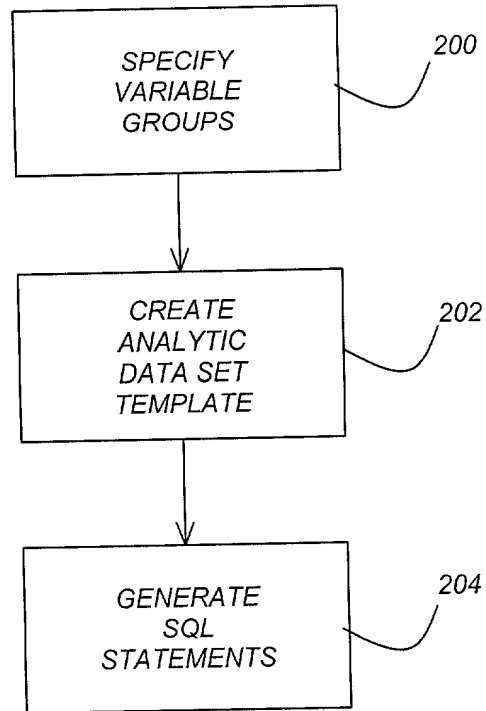 SPECIFY
VARIABLE
GROUPS
200
CREATE
ANALYTIC
DATA SET
TEMPLATE
202
GENERATE
SQL
STATEMENTS
204